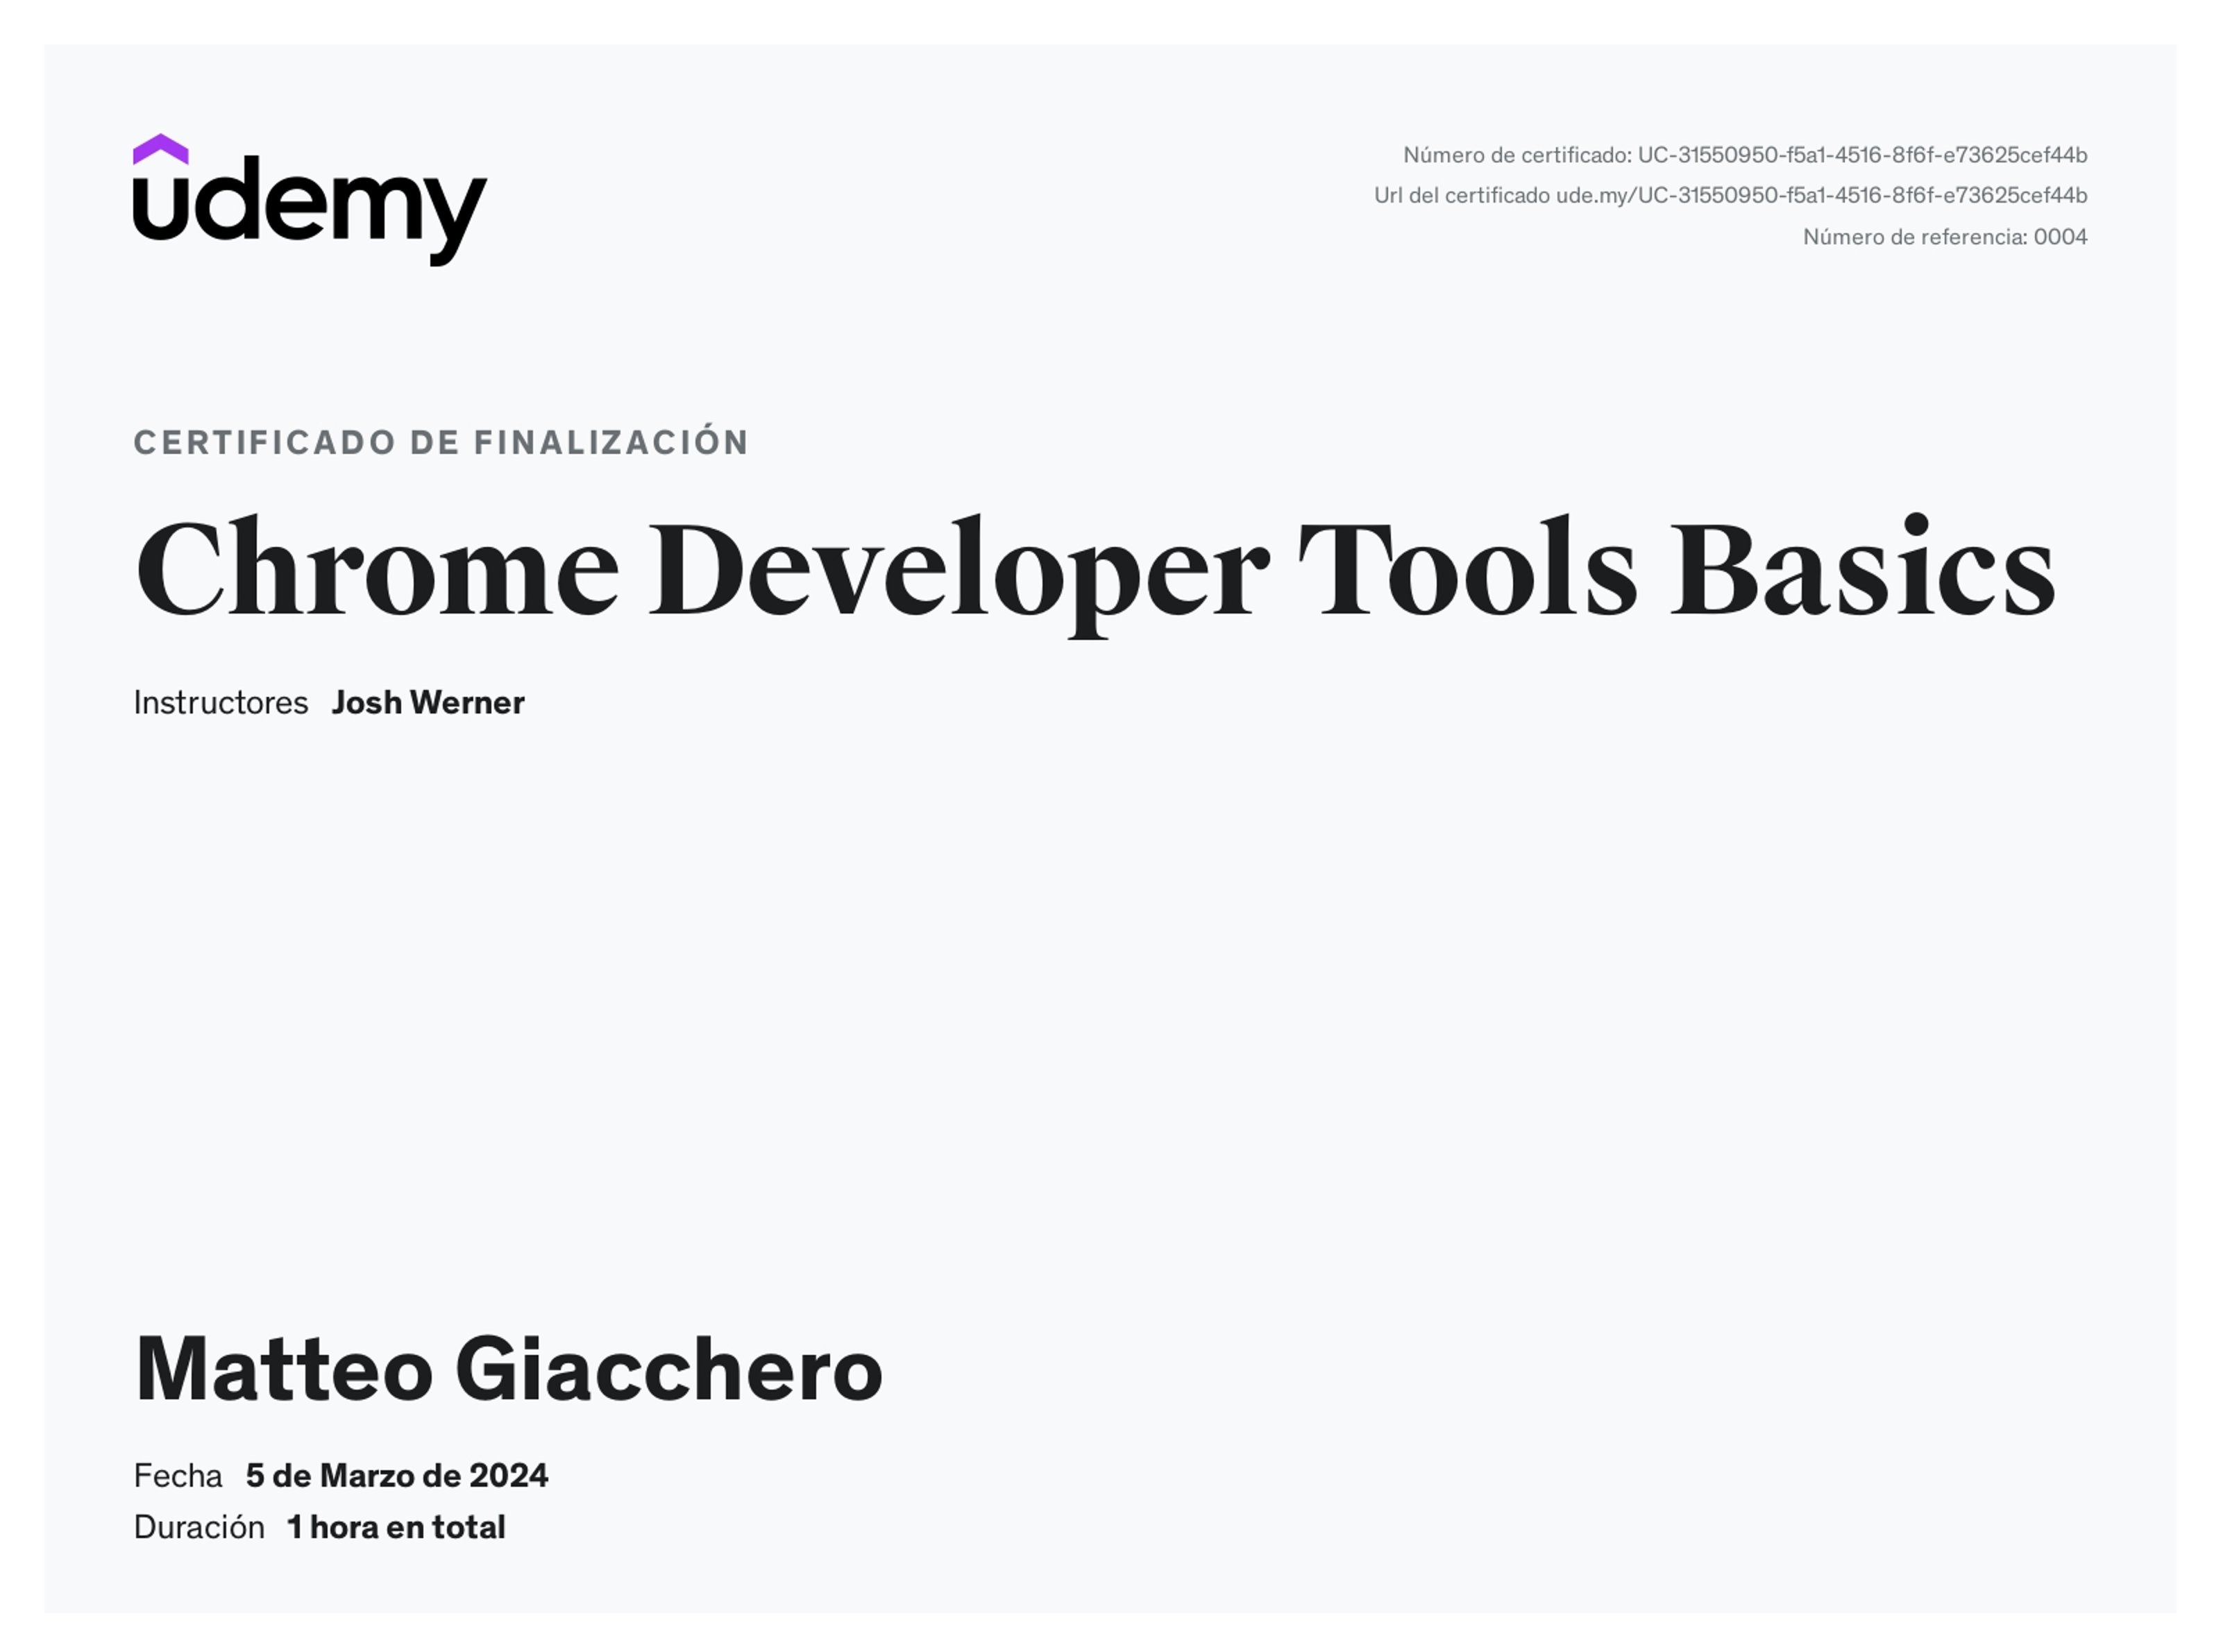 udemy
Número de certificado: UC-31550950-f5a1-4516-8f6f-e73625cef44b
Url del certificado ude.my/UC-31550950-f5a1-4516-8f6f-e73625cef44b
Número de referencia: 0004
CERTIFICADO DE FINALIZACIÓN
Chrome Developer Tools Basics
Instructores Josh Werner
Matteo Giacchero
Fecha 5 de Marzo de 2024
Duración 1 hora en total